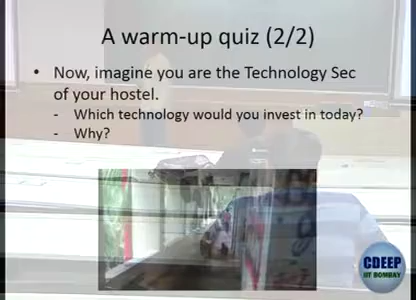 A warm-up quiz (2/2)
• Now, imagine you are the Technology Sec
of your hostel.
- Which technology would you invest in today?
- Why?
CDEEP
IIT BOMBAY